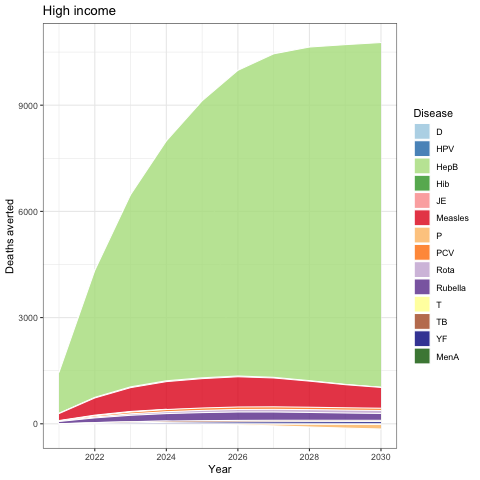 High income
Deaths averted
9000
6000
3000
0
2022
2024
2026
2028
2030
Year
Disease
D
HPV
HepB
Hib
JE
Measles
P
PCV
Rota
Rubella
T
TB
YF
MenA